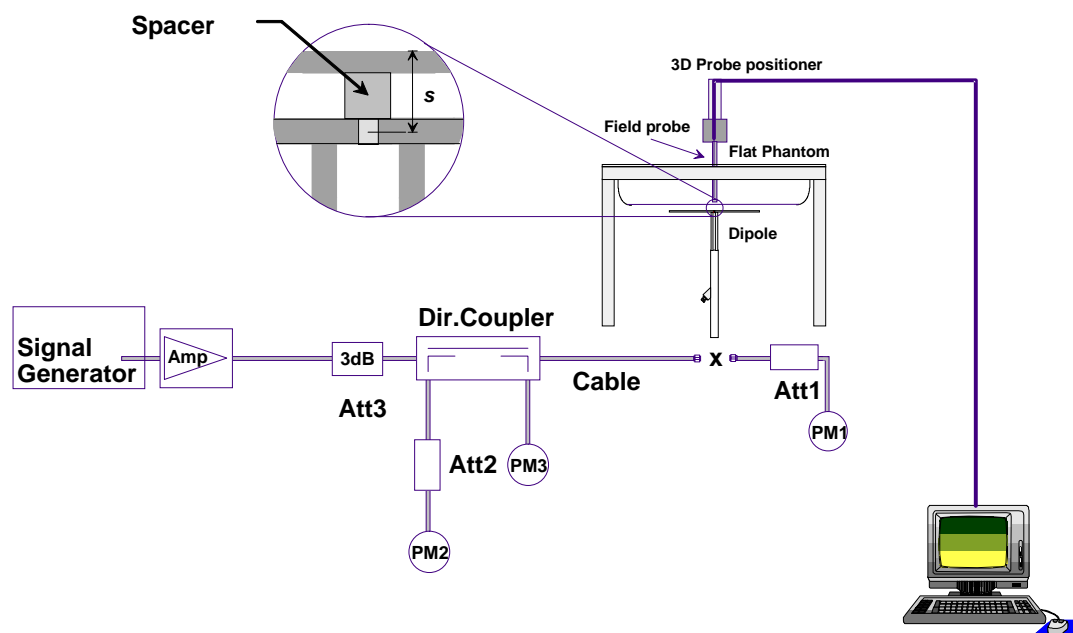 Spacer
s
3D Probe positioner
Field probe
Flat Phantom
Dipole
Signal
Generator
Amp
3dB
Att3
Dir.Coupler
Cable
x
Att1
PM1
Att2
PM3
PM2